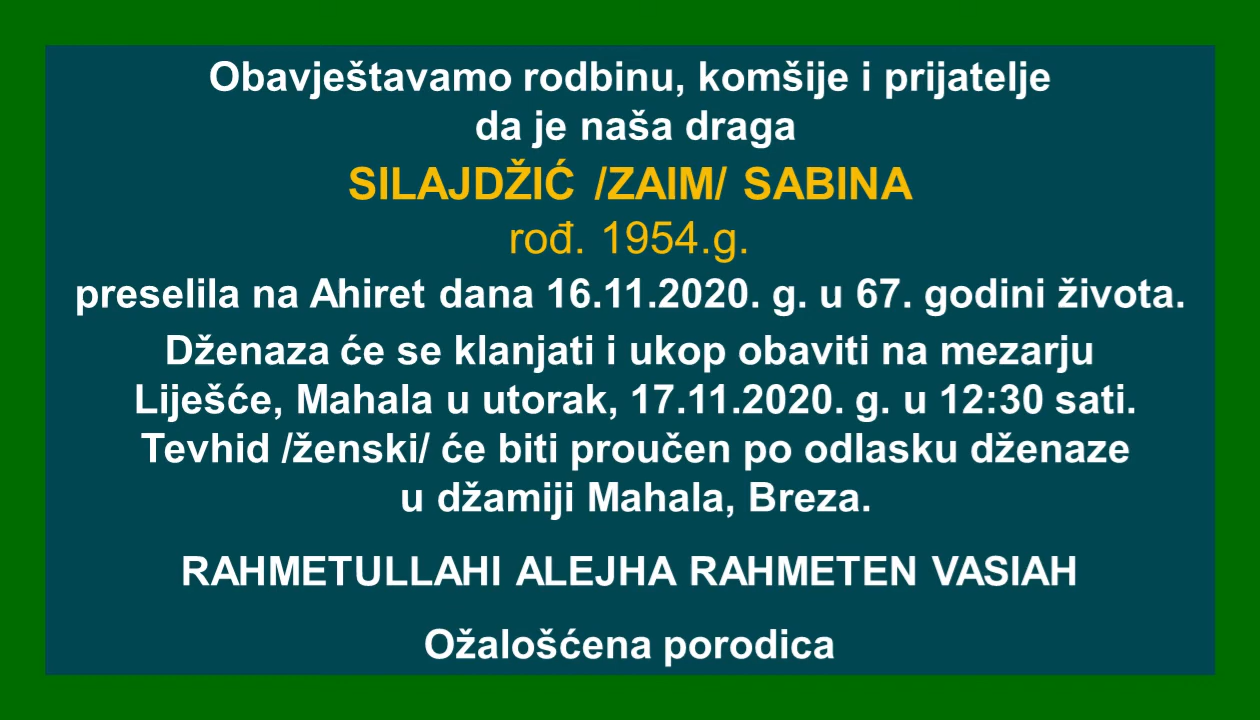 Obavještavamo rodbinu, komšije i prijatelje
da je naša draga
SILAJDŽIĆ /ZAIM/ SABINA
rođ. 1954.g.
preselila na Ahiret dana 16.11.2020. g. u 67. godini života.
Dženaza će se klanjati i ukop obaviti na mezarju
Liješće, Mahala u utorak, 17.11.2020. g. u 12:30 sati.
Tevhid /ženski/ će biti proučen po odlasku dženaze
u džamiji Mahala, Breza.
RAHMETULLAHI ALEJHA RAHMETEN VASIAH
Ožalošćena porodica